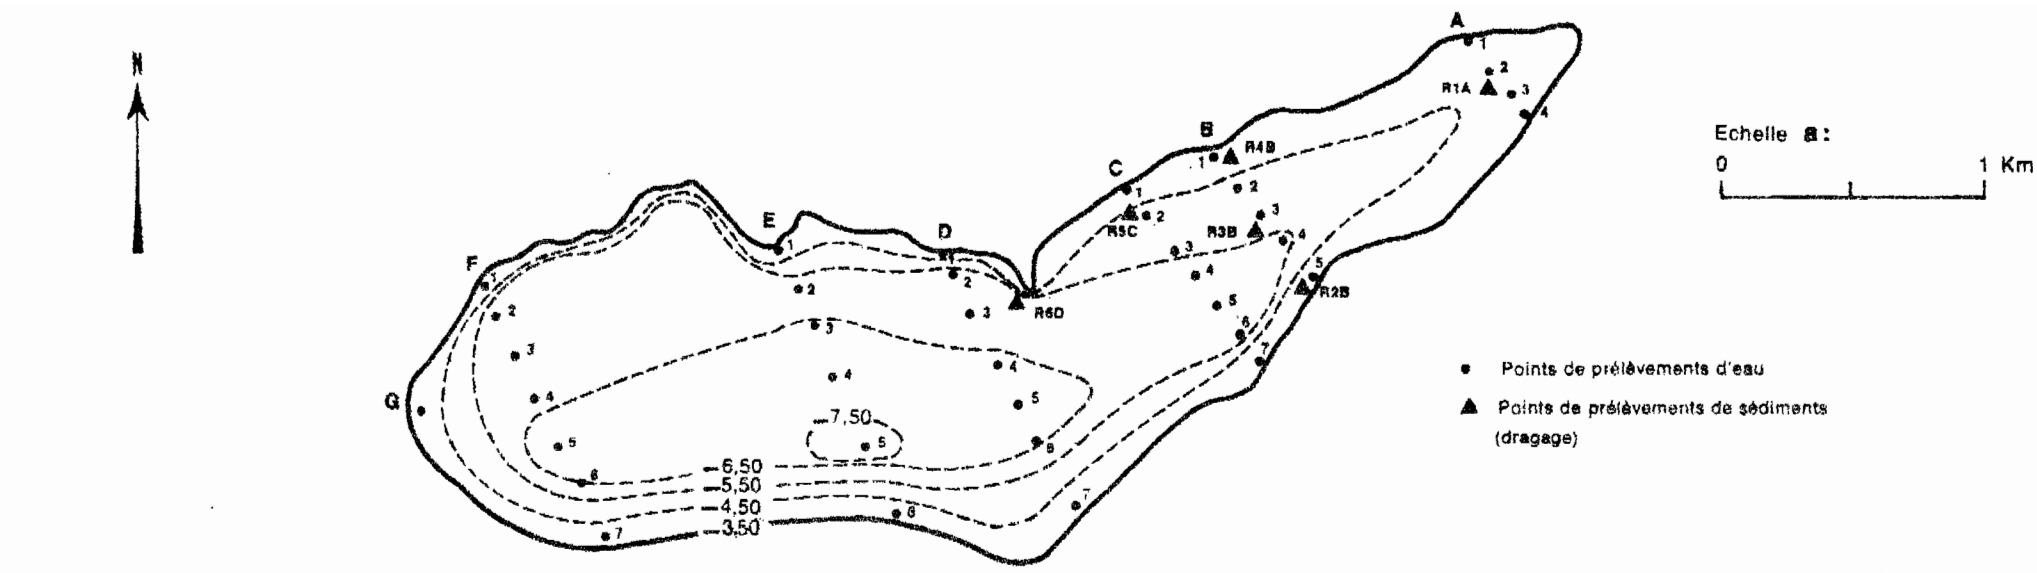 N
A
1
2
R1A
3
4
Echelle a:
0
1 Km
B
1
R4B
2
3
R3B
4
5
R2B
C
1
2
R5C
3
4
5
6
7
D
1
2
3
R6D
4
5
6
7
E
1
2
3
4
-7,50
5
6
F
1
2
3
4
5
6
7
G
-6,50
-5,50
-4,50
-3,50
Points de prélèvements d'eau
Points de prélèvements de sédiments
(dragage)